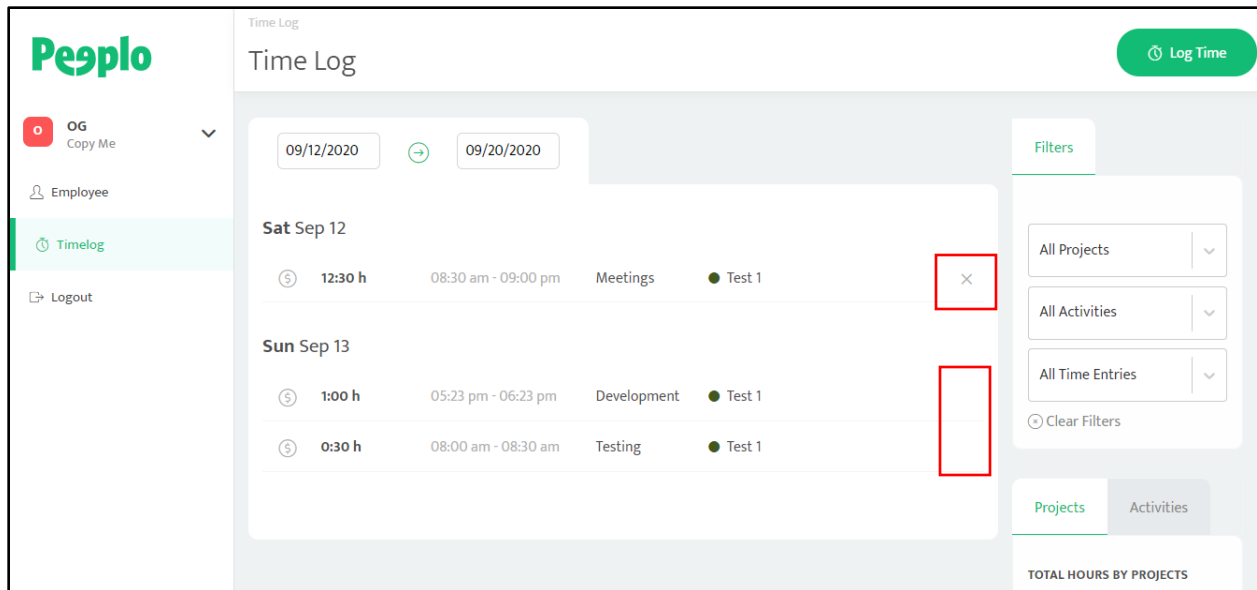 Peeplo
O
OG
Copy Me
Employee
Timelog
Logout
Time Log
Time Log
Log Time
09/12/2020
09/20/2020
Sat Sep 12
$ 12:30 h 08:30 am - 09:00 pm Meetings Test 1
Sun Sep 13
$ 1:00 h 05:23 pm - 06:23 pm Development Test 1
$ 0:30 h 08:00 am - 08:30 am Testing Test 1
Filters
All Projects
All Activities
All Time Entries
Clear Filters
Projects Activities
TOTAL HOURS BY PROJECTS